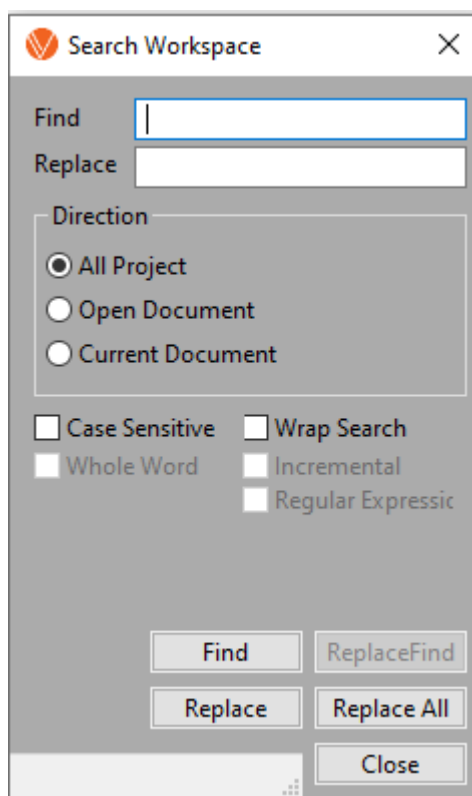 Search Workspace
Find
Replace
Direction
All Project
Open Document
Current Document
Case Sensitive Wrap Search
Whole Word Incremental
Regular Expressic
Find ReplaceFind
Replace Replace All
Close